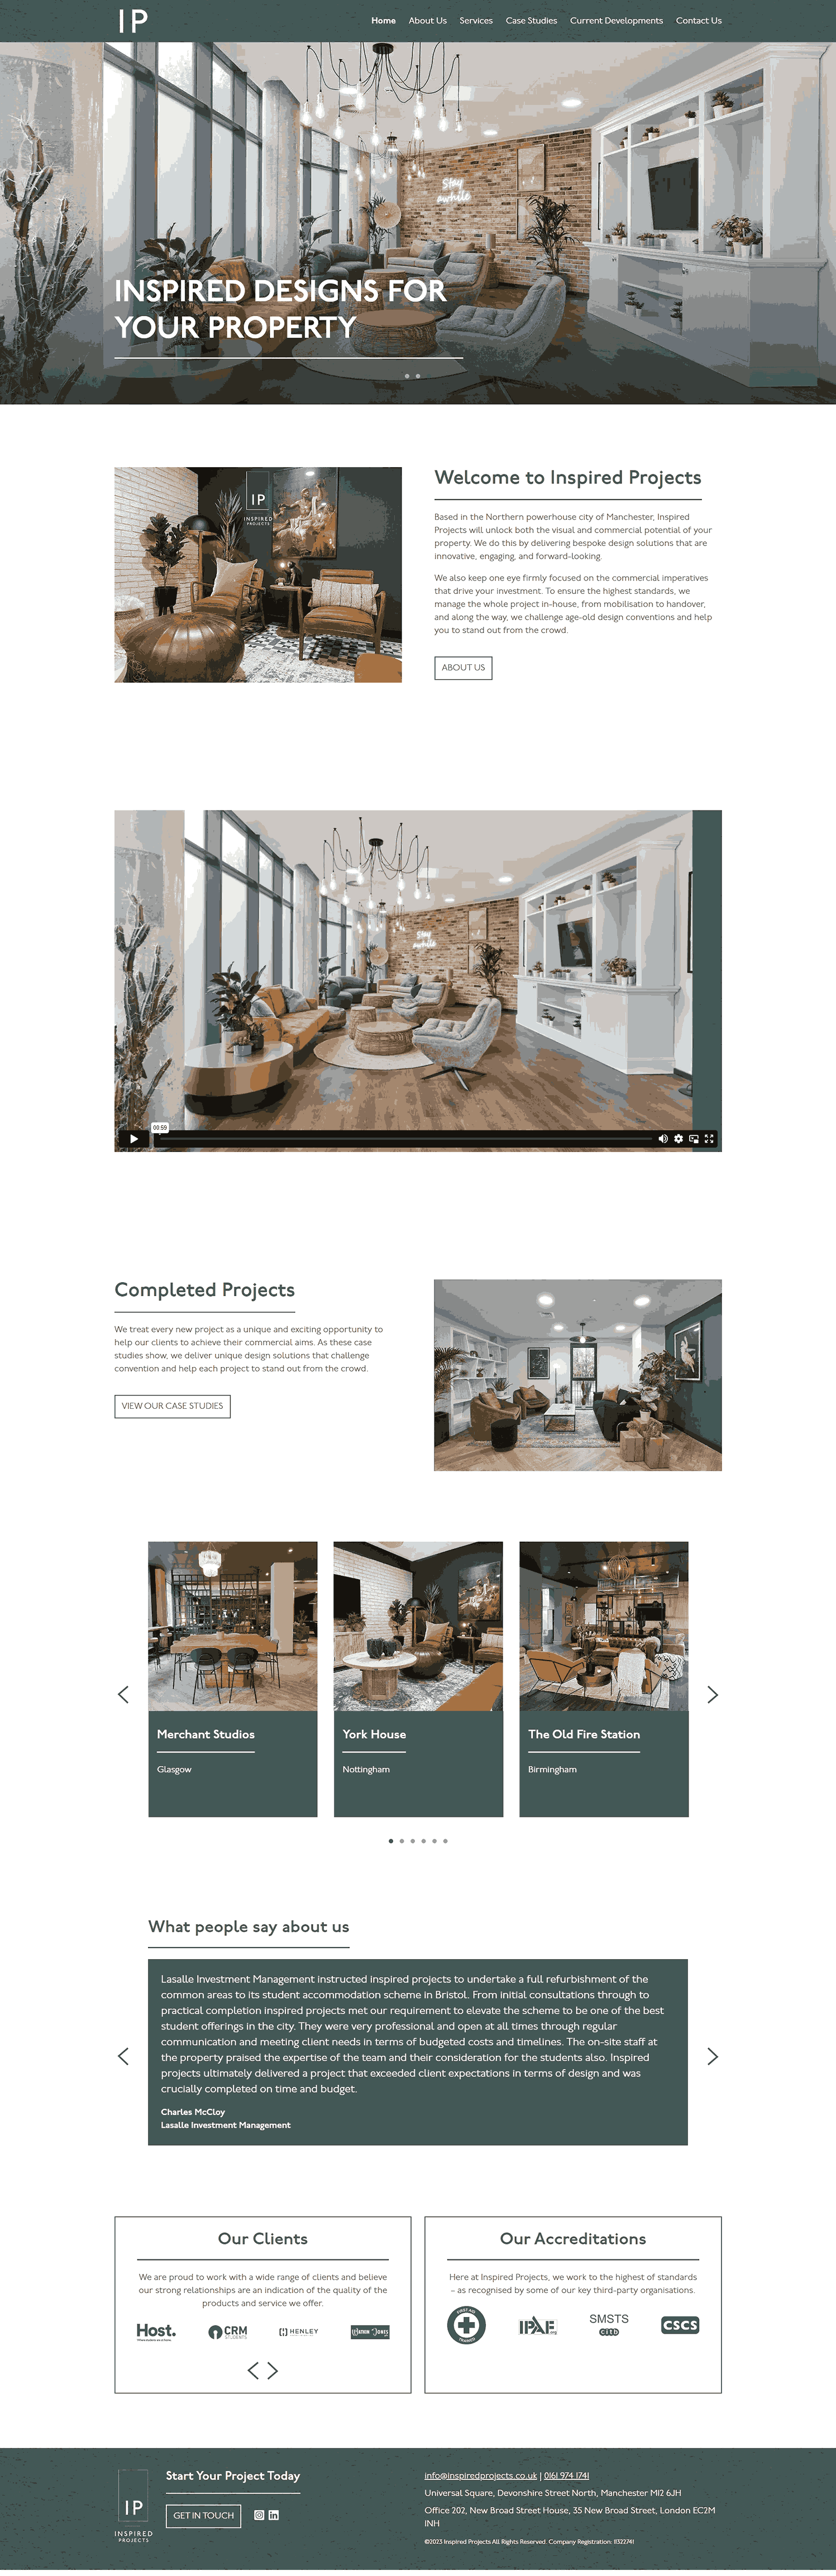 IP
Home About Us Services Case Studies Current Developments Contact Us
Stay
awhile
INSPIRED DESIGNS FOR
YOUR PROPERTY
IP
INSPIRED
PROJECTS
Welcome to Inspired Projects
Based in the Northern powerhouse city of Manchester, Inspired
Projects will unlock both the visual and commercial potential of your
property. We do this by delivering bespoke design solutions that are
innovative, engaging, and forward-looking.
We also keep one eye firmly focused on the commercial imperatives
that drive your investment. To ensure the highest standards, we
manage the whole project in-house, from mobilisation to handover,
and along the way, we challenge age-old design conventions and help
you to stand out from the crowd.
ABOUT US
Stay
awhile
00:59
Completed Projects
We treat every new project as a unique and exciting opportunity to
help our clients to achieve their commercial aims. As these case
studies show, we deliver unique design solutions that challenge
convention and help each project to stand out from the crowd.
VIEW OUR CASE STUDIES
Merchant Studios
Glasgow
York House
Nottingham
The Old Fire Station
Birmingham
What people say about us
Lasalle Investment Management instructed inspired projects to undertake a full refurbishment of the
common areas to its student accommodation scheme in Bristol. From initial consultations through to
practical completion inspired projects met our requirement to elevate the scheme to be one of the best
student offerings in the city. They were very professional and open at all times through regular
communication and meeting client needs in terms of budgeted costs and timelines. The on-site staff at
the property praised the expertise of the team and their consideration for the students also. Inspired
projects ultimately delivered a project that exceeded client expectations in terms of design and was
crucially completed on time and budget.
Charles McCloy
Lasalle Investment Management
Our Clients
We are proud to work with a wide range of clients and believe
our strong relationships are an indication of the quality of the
products and service we offer.
Host.
CRM
STUDENTS
HENLEY
WATKIN JONES
Our Accreditations
Here at Inspired Projects, we work to the highest of standards
– as recognised by some of our key third-party organisations.
FIRST AID
TRAINED
IPAF
SMSTS
citb
CSCS
IP
INSPIRED
PROJECTS
Start Your Project Today
GET IN TOUCH
info@inspiredprojects.co.uk | 0161 974 1741
Universal Square, Devonshire Street North, Manchester M12 6JH
Office 202, New Broad Street House, 35 New Broad Street, London EC2M
1NH
©2023 Inspired Projects All Rights Reserved Company Registration: 11322741